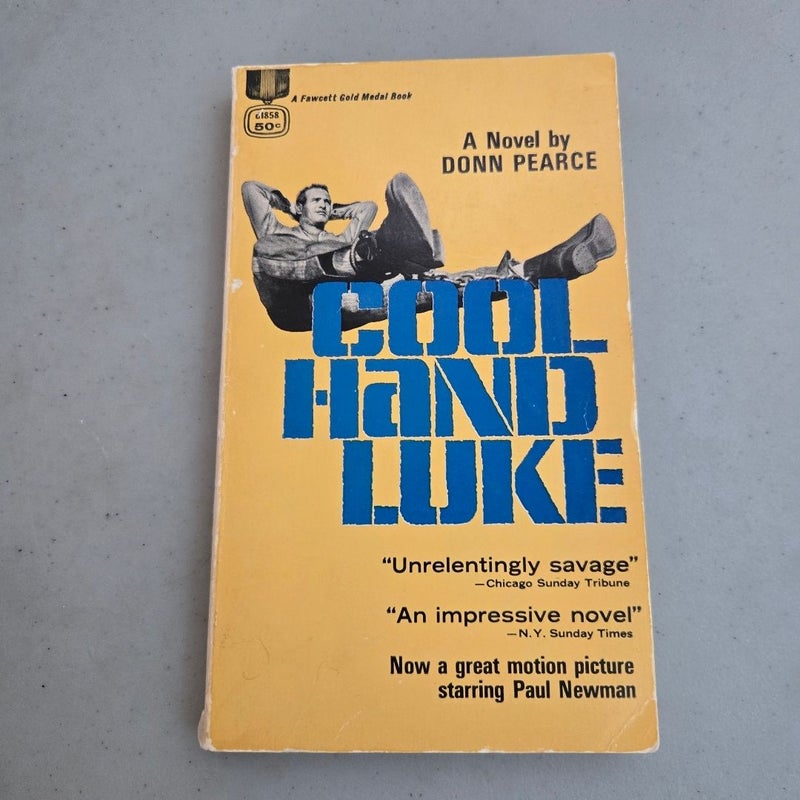 A Fawcett Gold Medal Book
d1858
50c
A Novel by
DONN PEARCE
COOL
HaND
LUKE
“Unrelentingly savage”
—Chicago Sunday Tribune
“An impressive novel”
—N.Y. Sunday Times
Now a great motion picture
starring Paul Newman